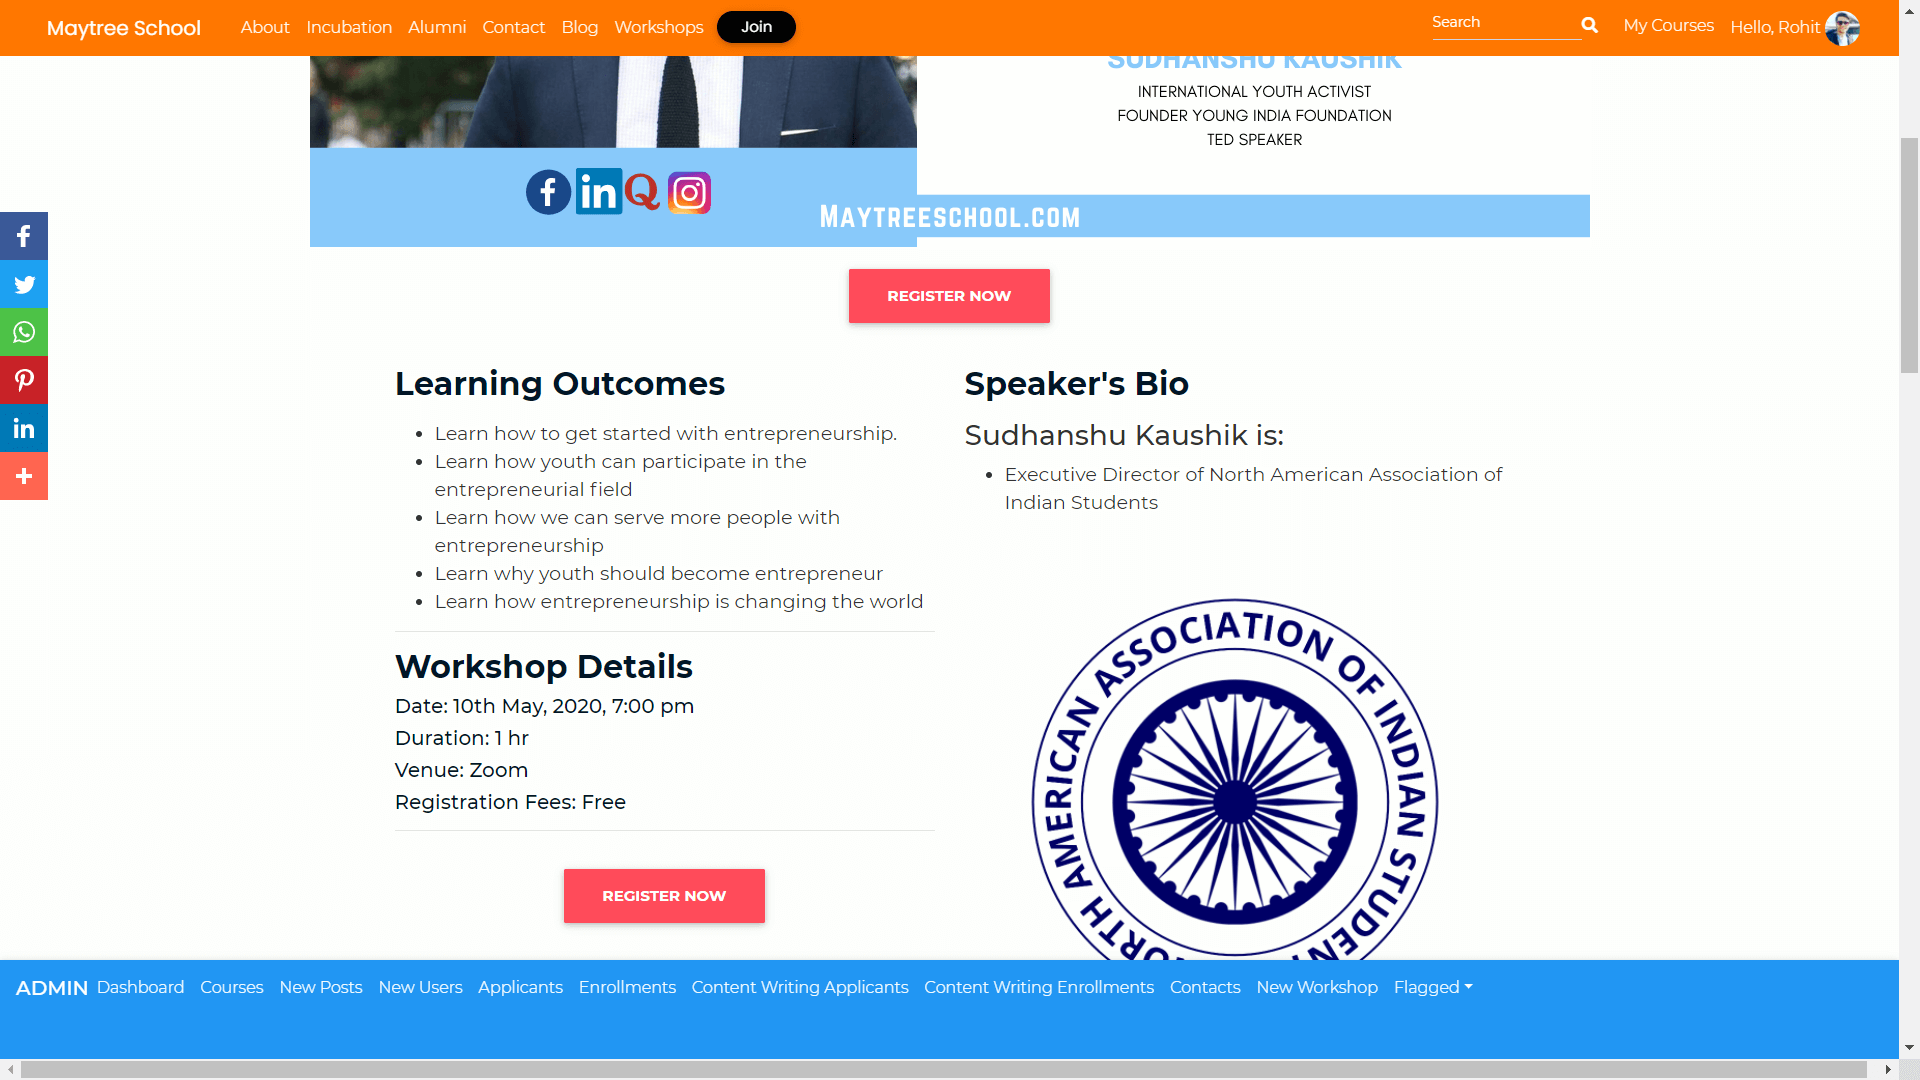 Maytree School
About Incubation Alumni Contact Blog Workshops Join
Search
My Courses Hello, Rohit
SUDHANSHU KAUSHIK
INTERNATIONAL YOUTH ACTIVIST
FOUNDER YOUNG INDIA FOUNDATION
TED SPEAKER
MAYTREESCHOOL.COM
REGISTER NOW
Learning Outcomes
Learn how to get started with entrepreneurship.
Learn how youth can participate in the
entrepreneurial field
Learn how we can serve more people with
entrepreneurship
Learn why youth should become entrepreneur
Learn how entrepreneurship is changing the world
Workshop Details
Date: 10th May, 2020, 7:00 pm
Duration: 1 hr
Venue: Zoom
Registration Fees: Free
REGISTER NOW
Speaker's Bio
Sudhanshu Kaushik is:
Executive Director of North American Association of
Indian Students
AMERICAN ASSOCIATION OF INDIAN
ADMIN Dashboard Courses New Posts New Users Applicants Enrollments Content Writing Applicants Content Writing Enrollments Contacts New Workshop Flagged